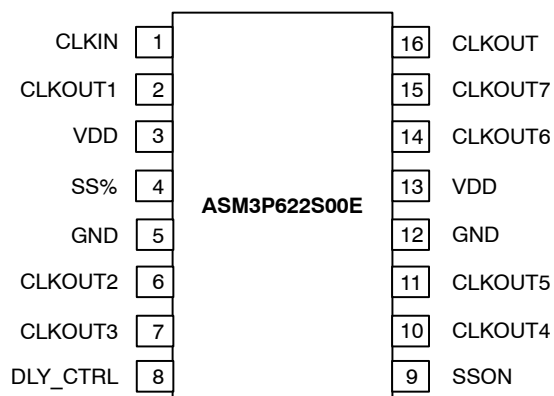 CLKIN 1 16 CLKOUT
CLKOUT1 2 15 CLKOUT7
VDD 3 14 CLKOUT6
SS% 4 13 VDD
ASM3P622S00E
GND 5 12 GND
CLKOUT2 6 11 CLKOUT5
CLKOUT3 7 10 CLKOUT4
DLY_CTRL 8 9 SSON